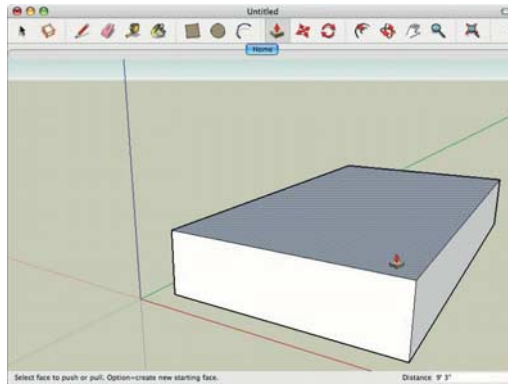 Untitled
Home
Select face to push or pull. Option=create new starting face.
Distance 9' 3"